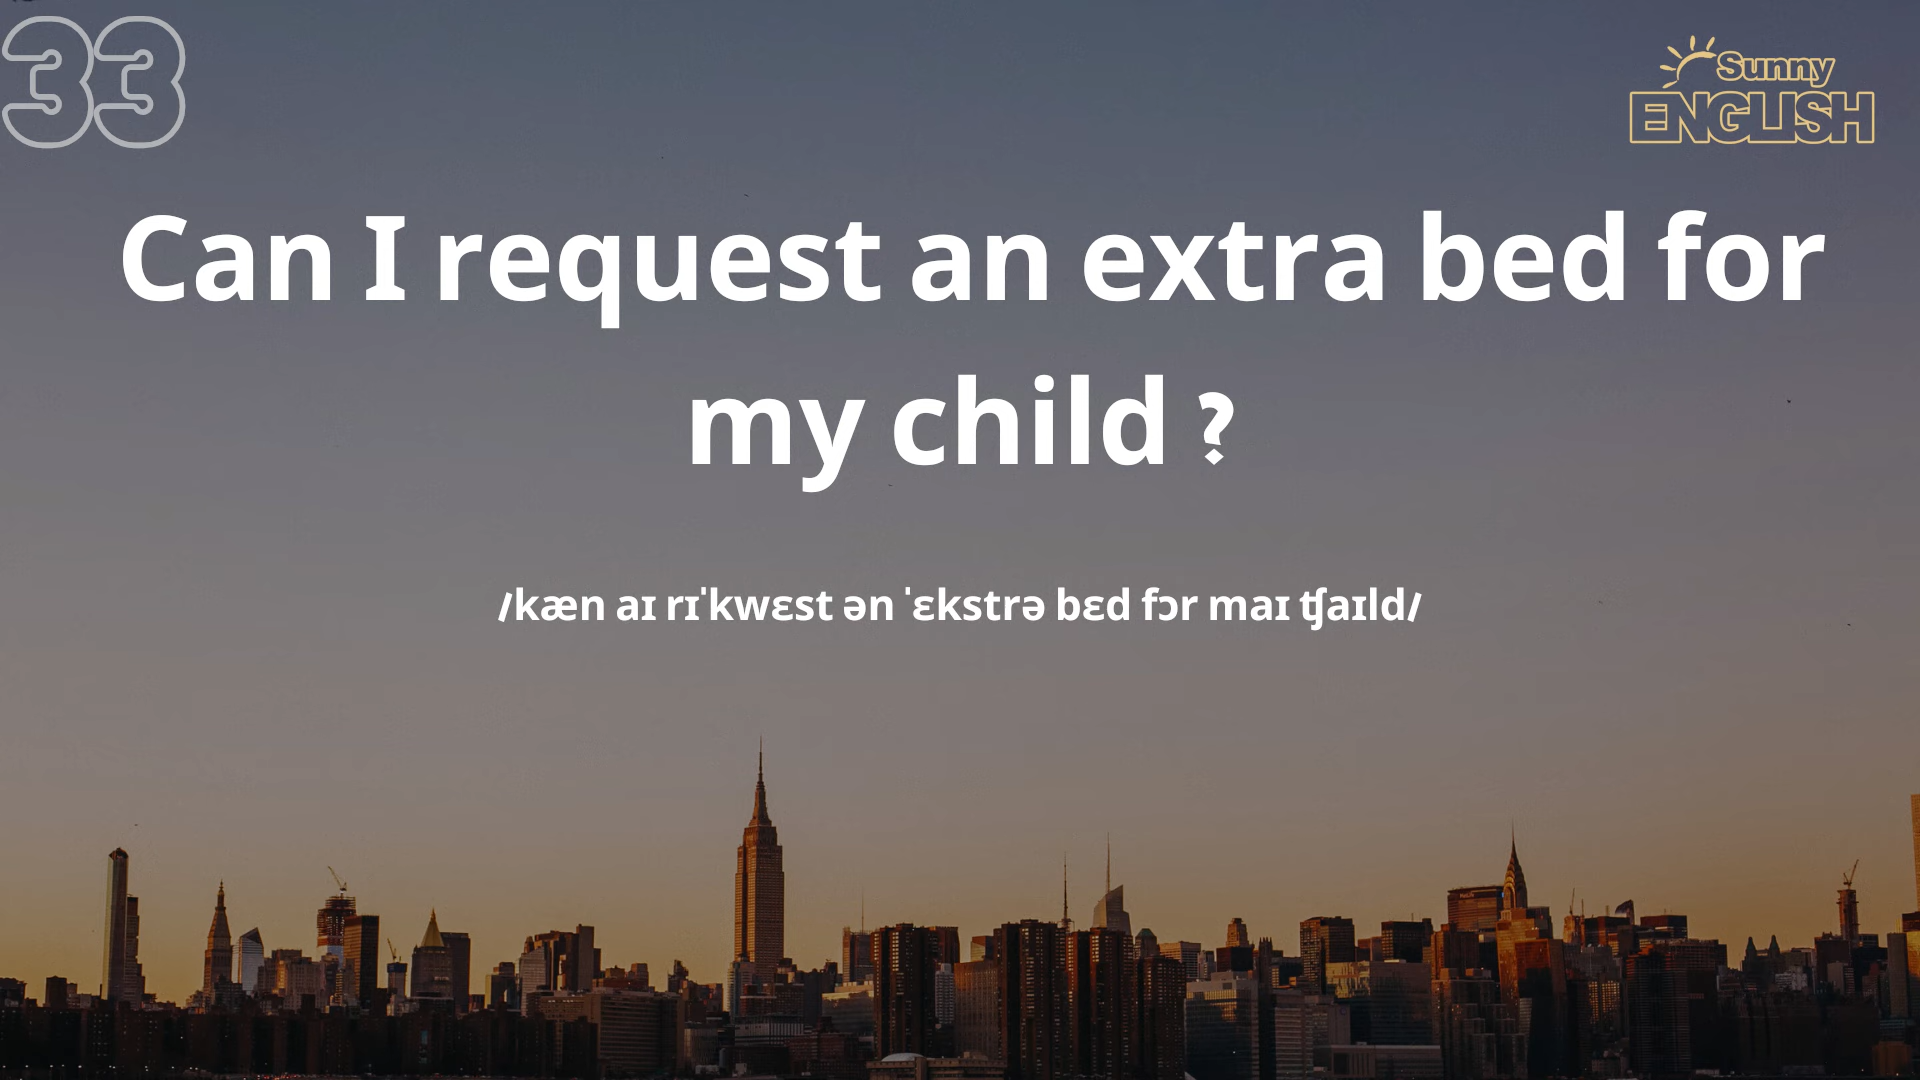 33
Sunny
ENGLISH
Can I request an extra bed for
my child ?
/kæn aɪ rɪˈkwɛst ən ˈɛkstrə bɛd fɔr maɪ ʧaɪld/